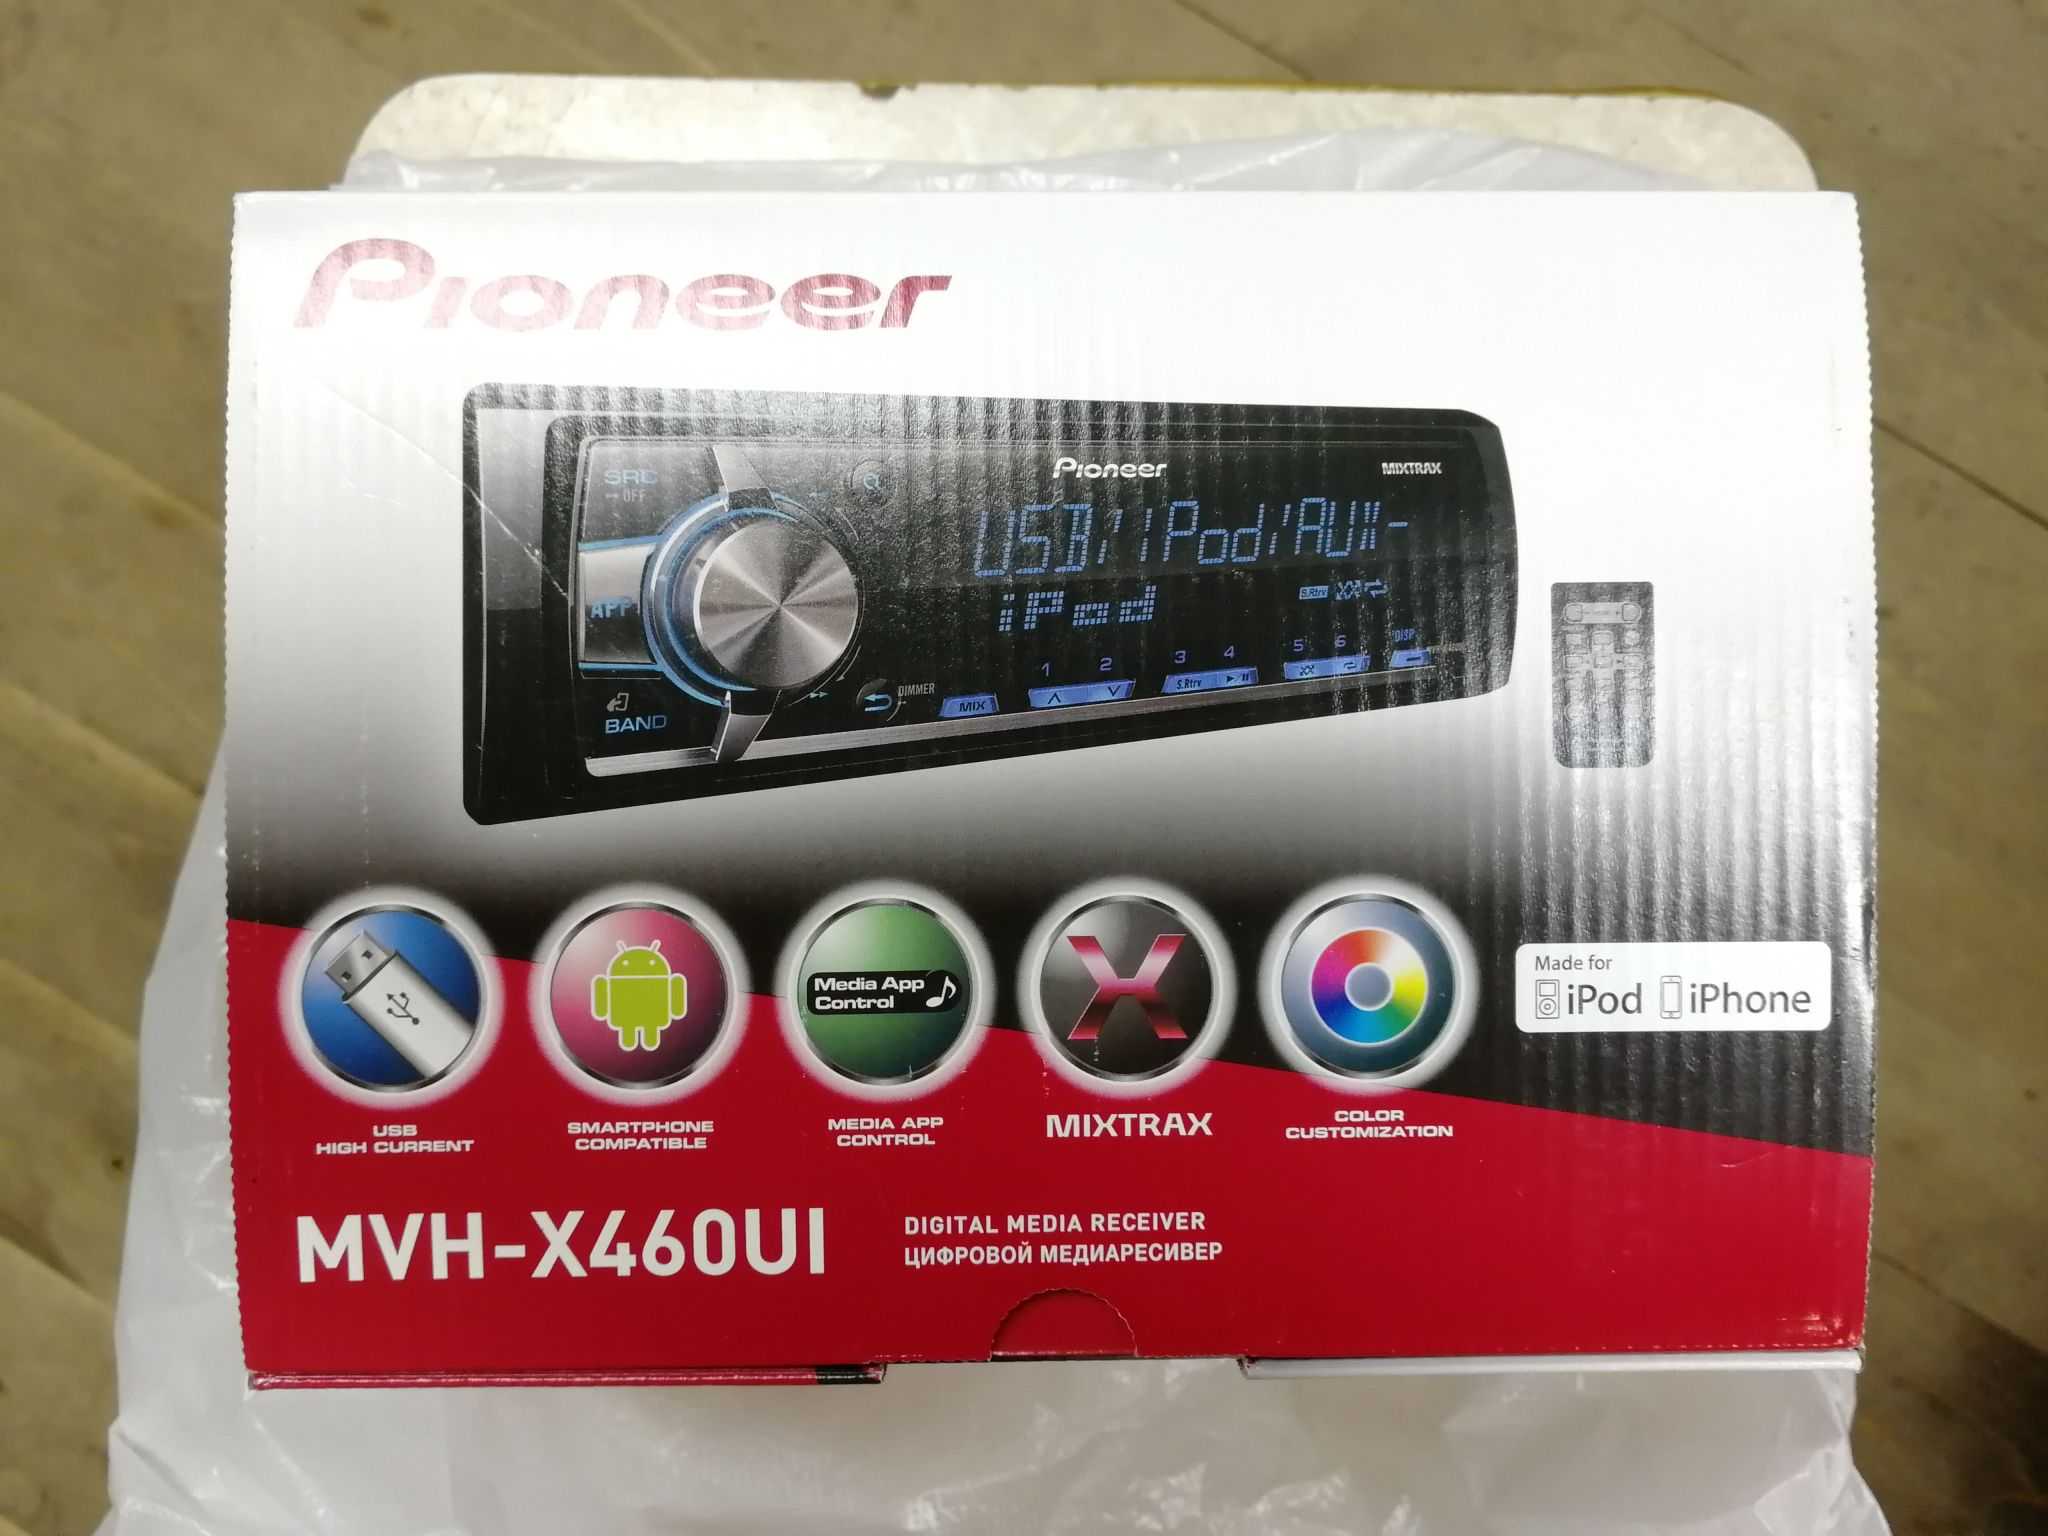 Pioneer
Pioneer
MIXTRAX
SRC
OFF
USB/iPod/AUX
iPod
S.Rtrv
APP
1 2 3 4 5 6 DISP
DIMMER
MIX
S.Rtrv
BAND
Media App
Control
Made for
iPod iPhone
USB
HIGH CURRENT
SMARTPHONE
COMPATIBLE
MEDIA APP
CONTROL
MIXTRAX
COLOR
CUSTOMIZATION
MVH-X460UI
DIGITAL MEDIA RECEIVER
ЦИФРОВОЙ МЕДИАРЕСИВЕР